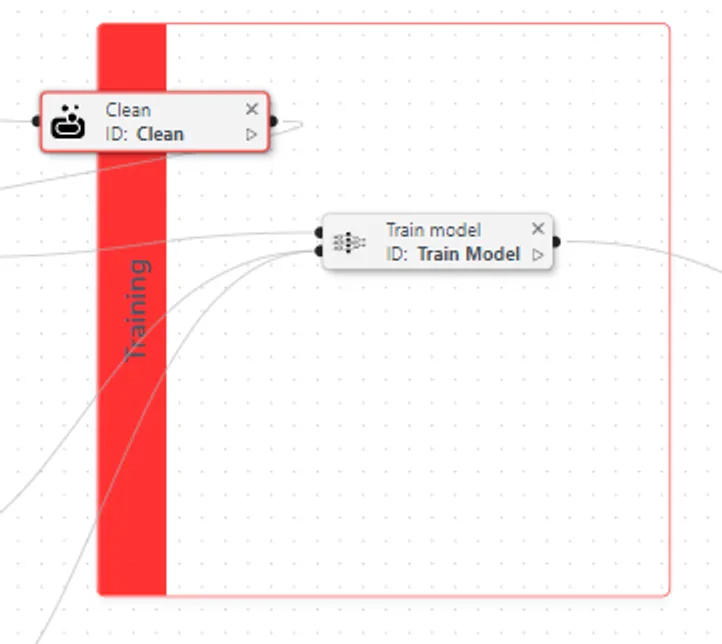 Clean
ID: Clean
Train model
ID: Train Model
Training